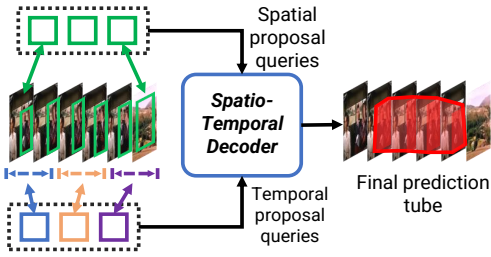 Spatial
proposal
queries
Spatio-
Temporal
Decoder
Temporal
proposal
queries
Final prediction
tube